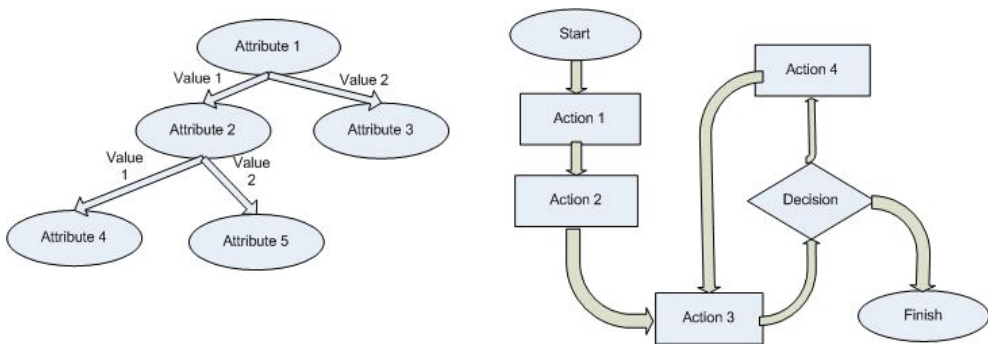 Attribute 1
Value 1
Value 2
Attribute 2
Attribute 3
Value
1
Value
2
Attribute 4
Attribute 5
Start
Action 1
Action 2
Action 3
Action 4
Decision
Finish